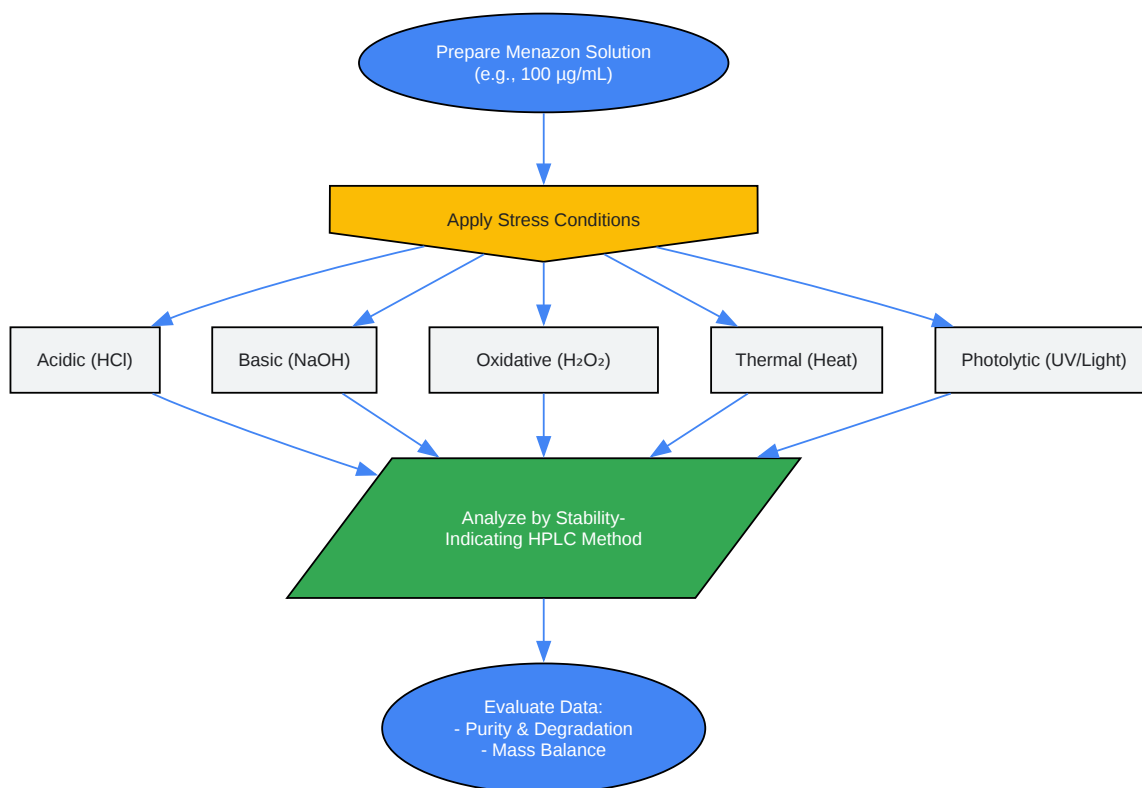 Prepare Menazon Solution
(e.g., 100 µg/mL)
Apply Stress Conditions
Acidic (HCl)
Basic (NaOH)
Oxidative (H₂O₂)
Thermal (Heat)
Photolytic (UV/Light)
Analyze by Stability-
Indicating HPLC Method
Evaluate Data:
- Purity & Degradation
- Mass Balance